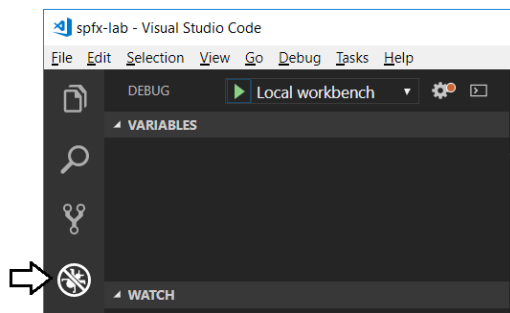 spfx-lab - Visual Studio Code
File Edit Selection View Go Debug Tasks Help
DEBUG Local workbench
VARIABLES
WATCH